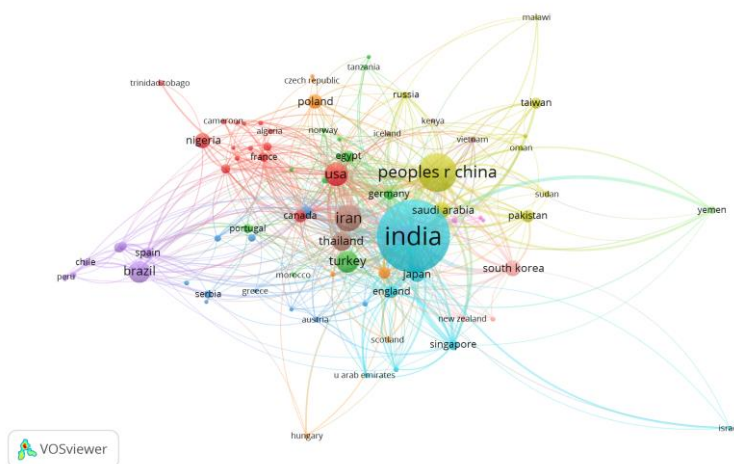 malawi
tanzania
czech republic
trinidad tobago
poland
russia
taiwan
cameroon
kenya
nigeria
algeria
norway
iceland
vietnam
oman
france
egypt
usa
peoples r china
germany
sudan
yemen
canada
iran
saudi arabia
pakistan
portugal
india
thailand
spain
chile
turkey
brazil
peru
morocco
japan
south korea
serbia
greece
england
austria
new zealand
scotland
singapore
u arab emirates
hungary
VOSviewer